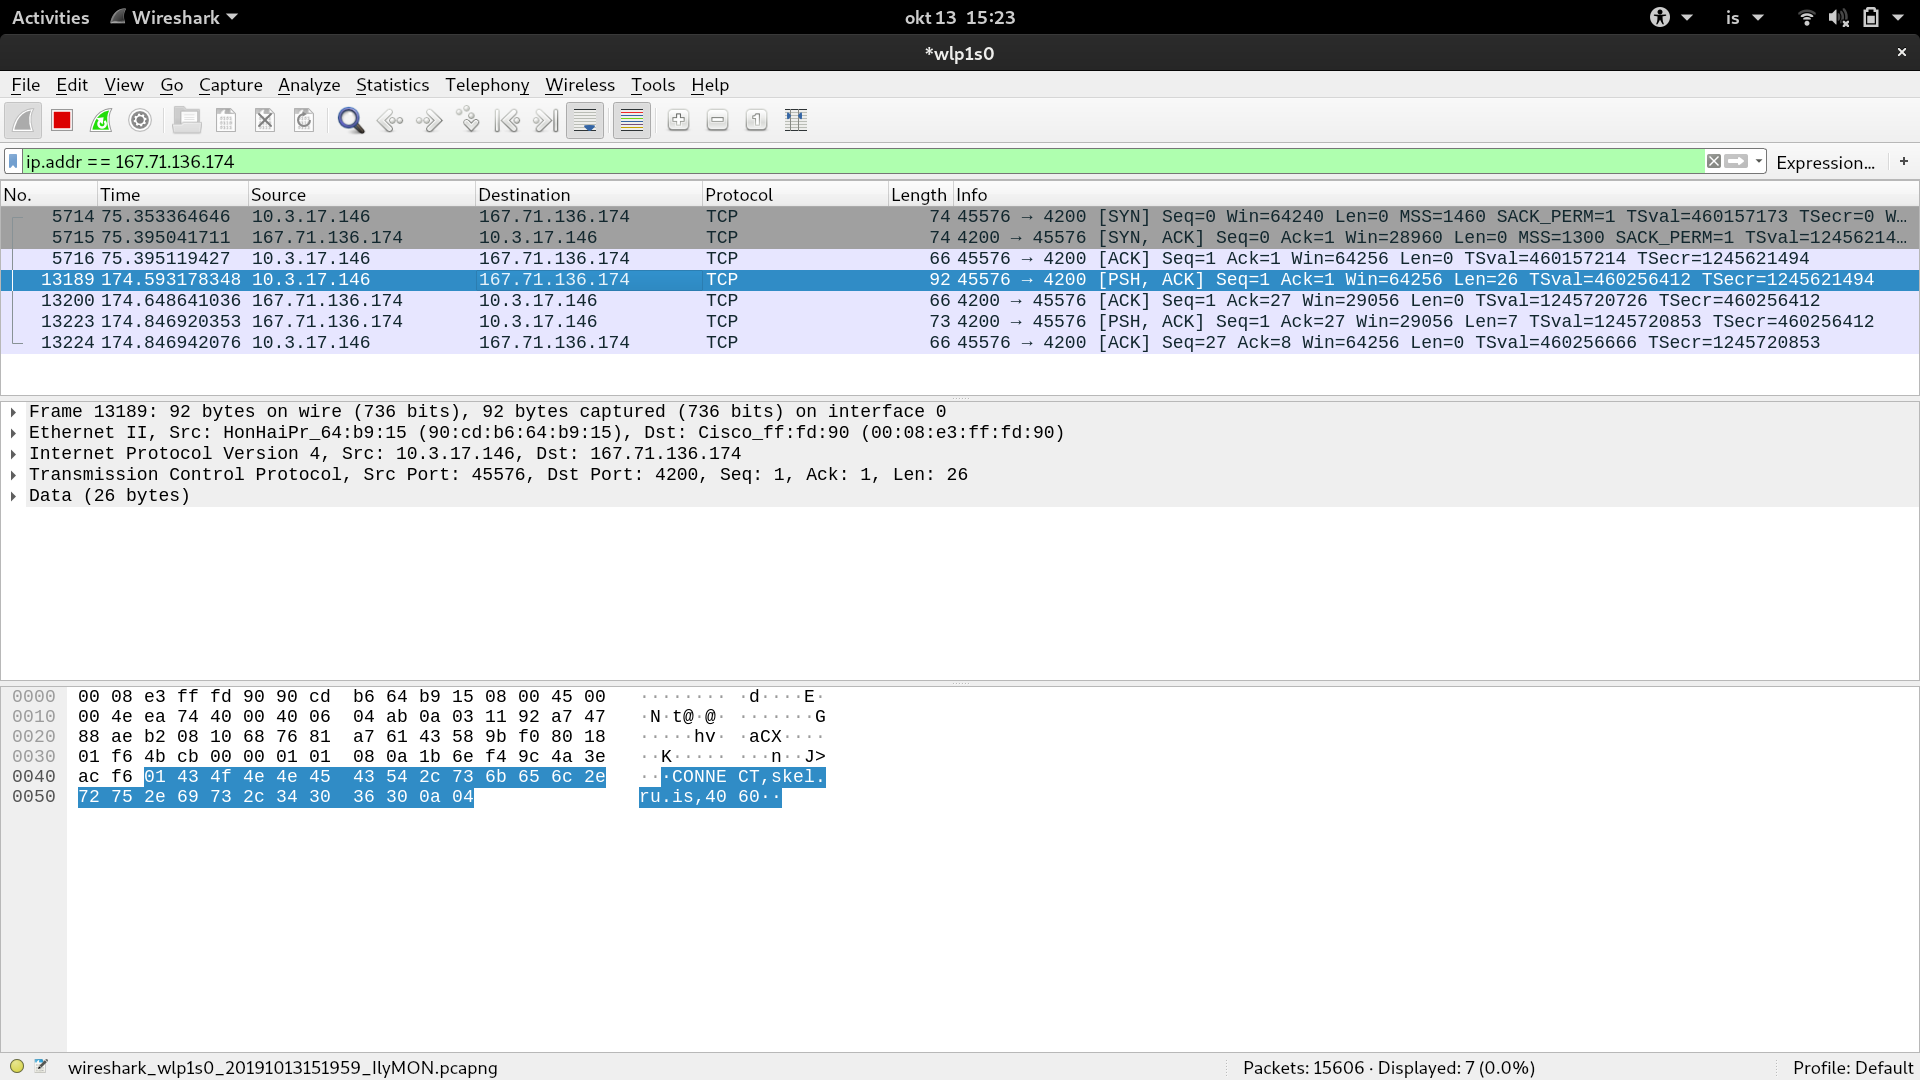 Activities Wireshark okt 13 15:23 is
*wlp1s0 ×
File Edit View Go Capture Analyze Statistics Telephony Wireless Tools Help
ip.addr == 167.71.136.174 Expression… +
No. Time Source Destination Protocol Length Info
5714 75.353364646 10.3.17.146 167.71.136.174 TCP 74 45576 → 4200 [SYN] Seq=0 Win=64240 Len=0 MSS=1460 SACK_PERM=1 TSval=460157173 TSecr=0 W…
5715 75.395041711 167.71.136.174 10.3.17.146 TCP 74 4200 → 45576 [SYN, ACK] Seq=0 Ack=1 Win=28960 Len=0 MSS=1300 SACK_PERM=1 TSval=12456214…
5716 75.395119427 10.3.17.146 167.71.136.174 TCP 66 45576 → 4200 [ACK] Seq=1 Ack=1 Win=64256 Len=0 TSval=460157214 TSecr=1245621494
13189 174.593178348 10.3.17.146 167.71.136.174 TCP 92 45576 → 4200 [PSH, ACK] Seq=1 Ack=1 Win=64256 Len=26 TSval=460256412 TSecr=1245621494
13200 174.648641036 167.71.136.174 10.3.17.146 TCP 66 4200 → 45576 [ACK] Seq=1 Ack=27 Win=29056 Len=0 TSval=1245720726 TSecr=460256412
13223 174.846920353 167.71.136.174 10.3.17.146 TCP 73 4200 → 45576 [PSH, ACK] Seq=1 Ack=27 Win=29056 Len=7 TSval=1245720853 TSecr=460256412
13224 174.846942076 10.3.17.146 167.71.136.174 TCP 66 45576 → 4200 [ACK] Seq=27 Ack=8 Win=64256 Len=0 TSval=460256666 TSecr=1245720853
Frame 13189: 92 bytes on wire (736 bits), 92 bytes captured (736 bits) on interface 0
Ethernet II, Src: HonHaiPr_64:b9:15 (90:cd:b6:64:b9:15), Dst: Cisco_ff:fd:90 (00:08:e3:ff:fd:90)
Internet Protocol Version 4, Src: 10.3.17.146, Dst: 167.71.136.174
Transmission Control Protocol, Src Port: 45576, Dst Port: 4200, Seq: 1, Ack: 1, Len: 26
Data (26 bytes)
0000 00 08 e3 ff fd 90 90 cd b6 64 b9 15 08 00 45 00 ········ ·d····E·
0010 00 4e ea 74 40 00 40 06 04 ab 0a 03 11 92 a7 47 ·N·t@·@· ·······G
0020 88 ae b2 08 10 68 76 81 a7 61 43 58 9b f0 80 18 ·····hv· ·aCX····
0030 01 f6 4b cb 00 00 01 01 08 0a 1b 6e f4 9c 4a 3e ··K····· ···n··J>
0040 ac f6 01 43 4f 4e 4e 45 43 54 2c 73 6b 65 6c 2e ···CONNE CT,skel.
0050 72 75 2e 69 73 2c 34 30 36 30 0a 04 ru.is,40 60··
wireshark_wlp1s0_20191013151959_IlyMON.pcapng Packets: 15606 · Displayed: 7 (0.0%) Profile: Default